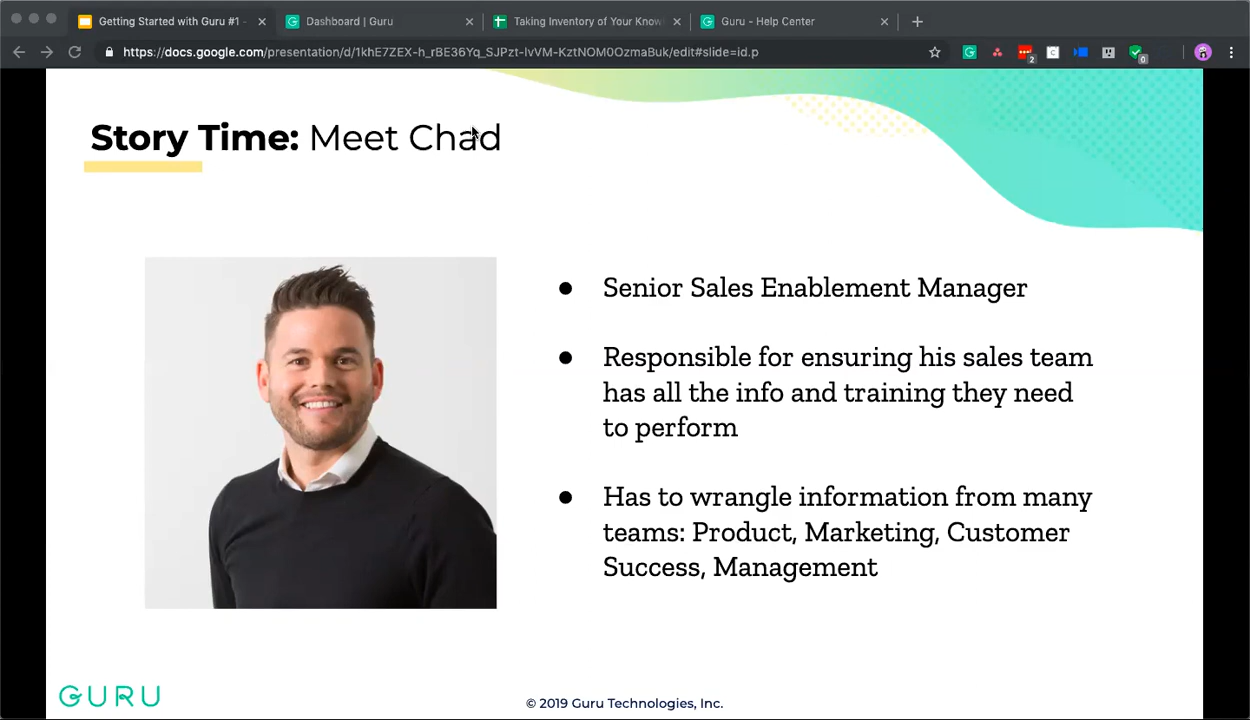 Getting Started with Guru #1 -
Dashboard | Guru
Taking Inventory of Your Know
Guru - Help Center
https://docs.google.com/presentation/d/1khE7ZEX-h_rBE36Yq_SJPzt-lvVM-KztNOM0OzmaBuk/edit#slide=id.p
2
0
Story Time: Meet Chad
Senior Sales Enablement Manager
Responsible for ensuring his sales team
has all the info and training they need
to perform
Has to wrangle information from many
teams: Product, Marketing, Customer
Success, Management
GURU
© 2019 Guru Technologies, Inc.